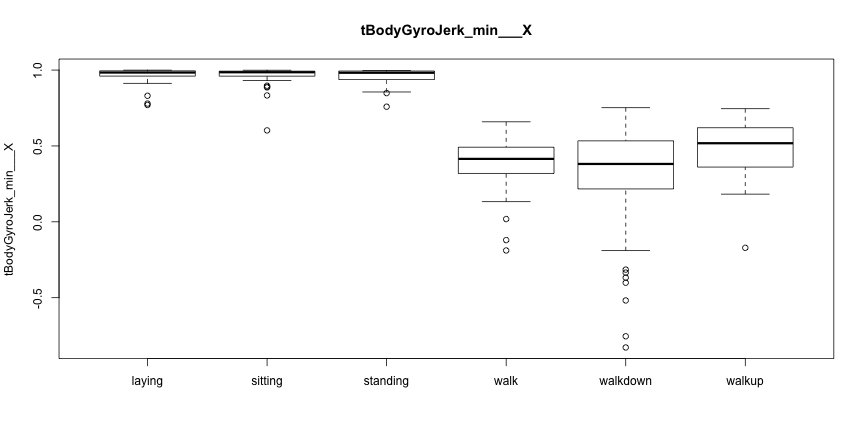 tBodyGyroJerk_min___X
tBodyGyroJerk_min___X
1.0
0.5
0.0
-0.5
laying sitting standing walk walkdown walkup